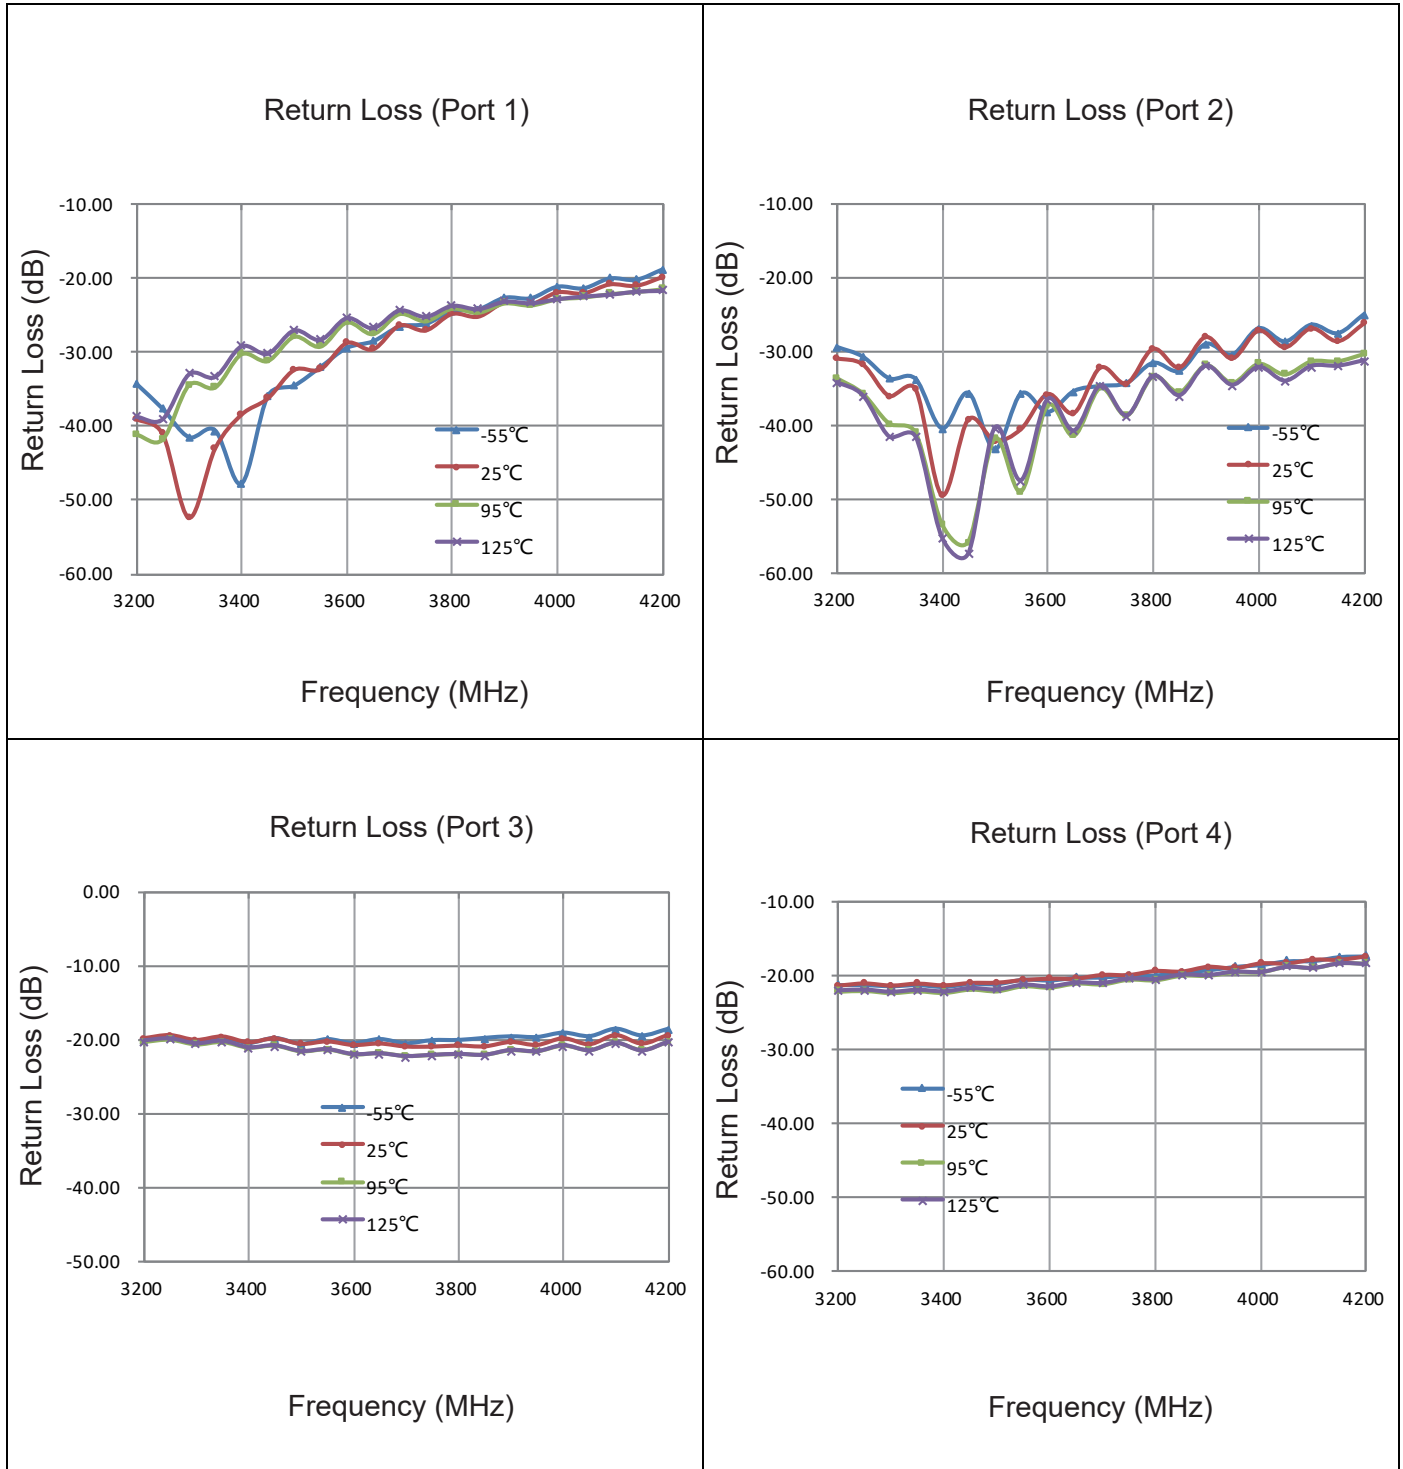 Return Loss (Port 1)
-10.00
-20.00
-30.00
-40.00
-50.00
-60.00
Return Loss (dB)
-55℃
25℃
95℃
125℃
3200 3400 3600 3800 4000 4200
Frequency (MHz)
Return Loss (Port 2)
-10.00
-20.00
-30.00
-40.00
-50.00
-60.00
Return Loss (dB)
-55℃
25℃
95℃
125℃
3200 3400 3600 3800 4000 4200
Frequency (MHz)
Return Loss (Port 3)
0.00
-10.00
-20.00
-30.00
-40.00
-50.00
Return Loss (dB)
-55℃
25℃
95℃
125℃
3200 3400 3600 3800 4000 4200
Frequency (MHz)
Return Loss (Port 4)
-10.00
-20.00
-30.00
-40.00
-50.00
-60.00
Return Loss (dB)
-55℃
25℃
95℃
125℃
3200 3400 3600 3800 4000 4200
Frequency (MHz)